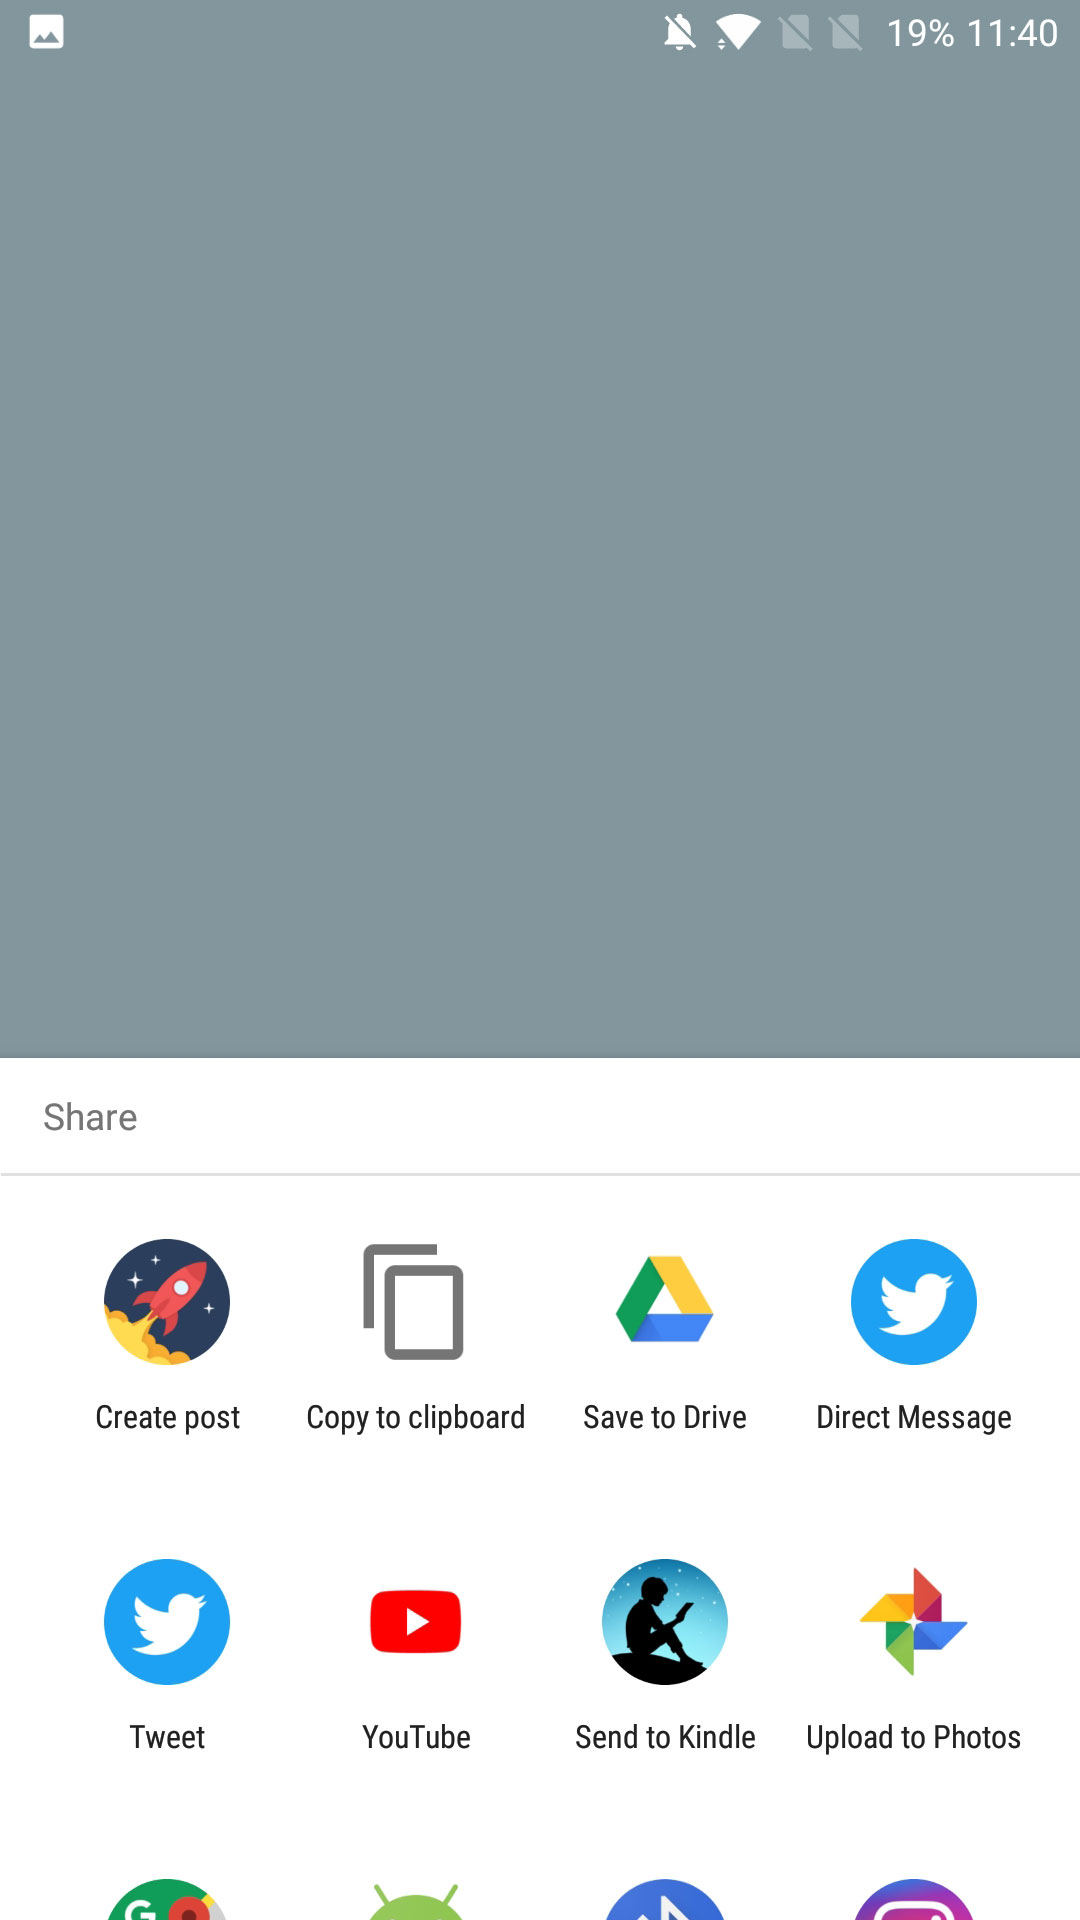 19% 11:40
Share
Create post
Copy to clipboard
Save to Drive
Direct Message
Tweet
YouTube
Send to Kindle
Upload to Photos
G